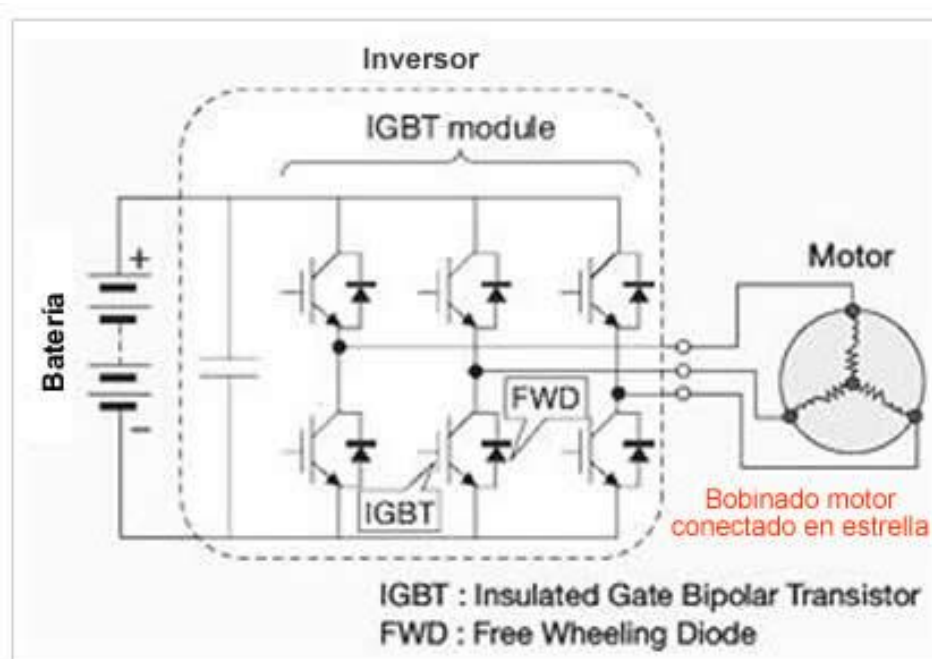 Inversor
IGBT module
Batería
+
−
Motor
FWD
IGBT
Bobinado motor
conectado en estrella
IGBT : Insulated Gate Bipolar Transistor
FWD : Free Wheeling Diode